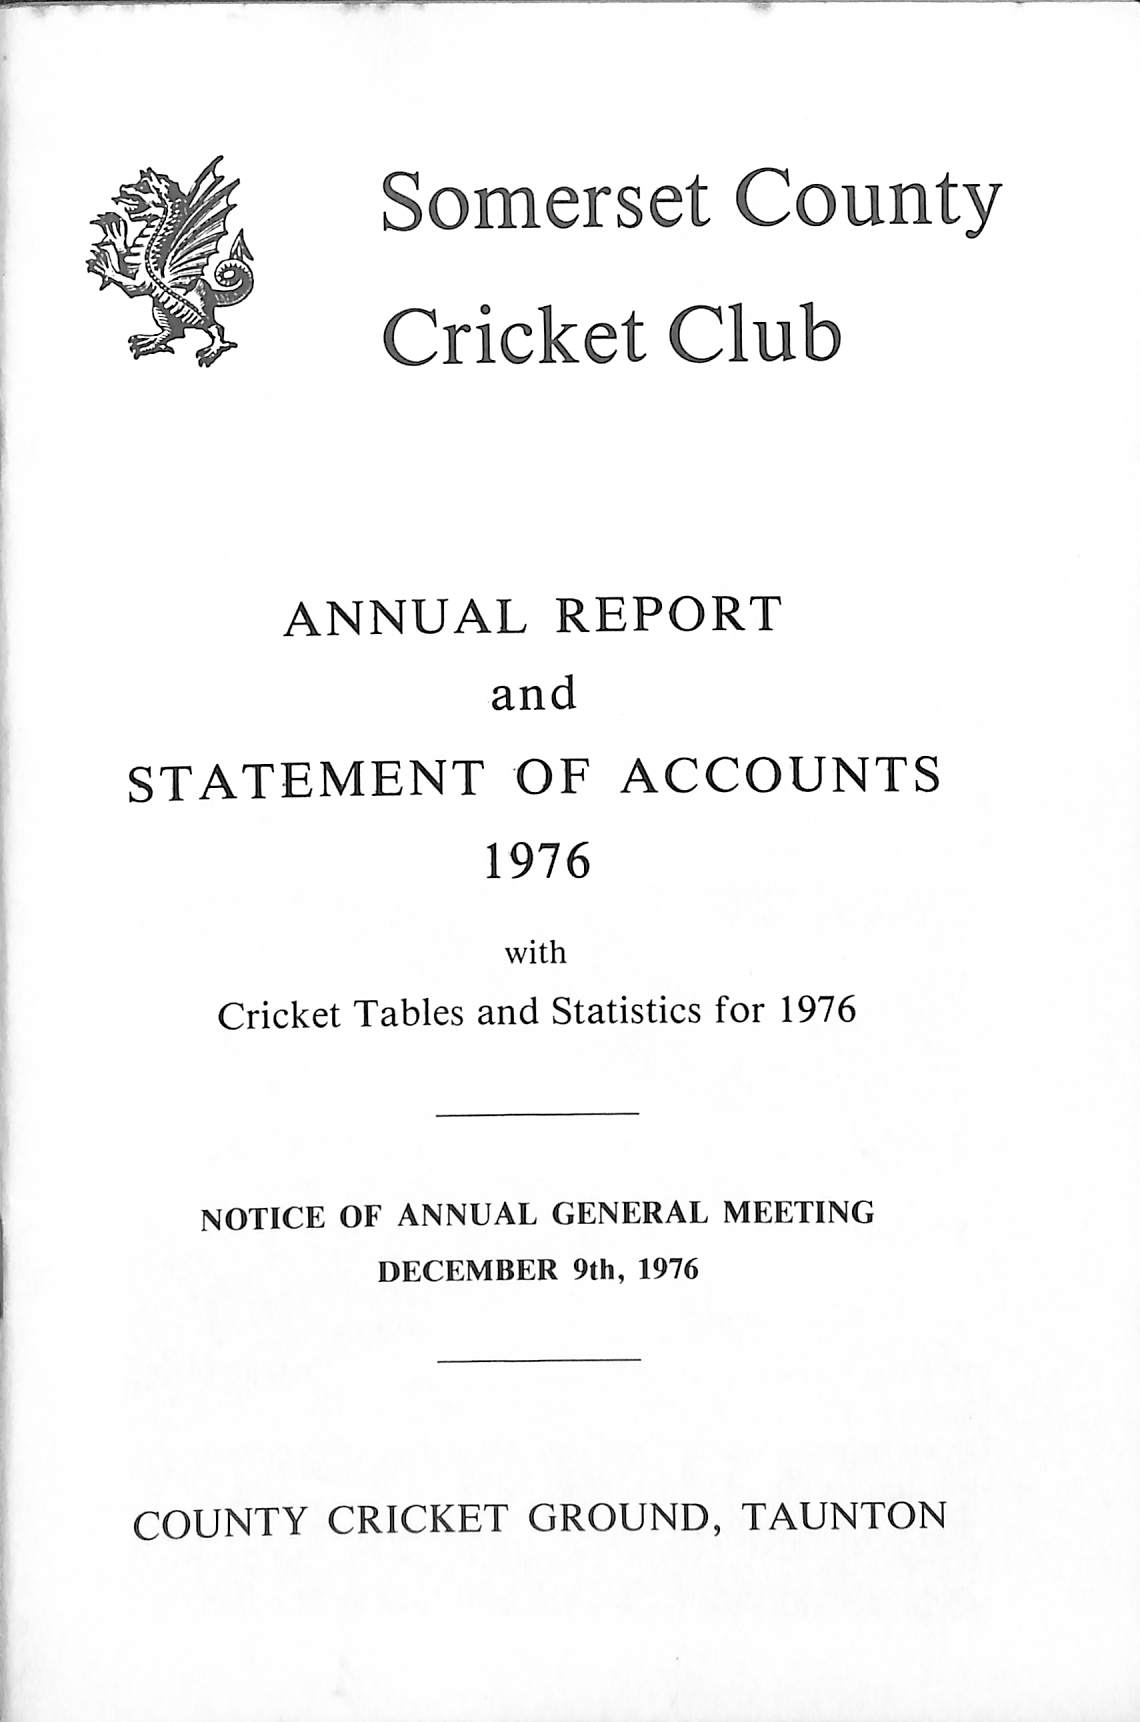 Somerset County
Cricket Club
ANNUAL REPORT
and
STATEMENT OF ACCOUNTS
1976
with
Cricket Tables and Statistics for 1976
NOTICE OF ANNUAL GENERAL MEETING
DECEMBER 9th, 1976
COUNTY CRICKET GROUND, TAUNTON